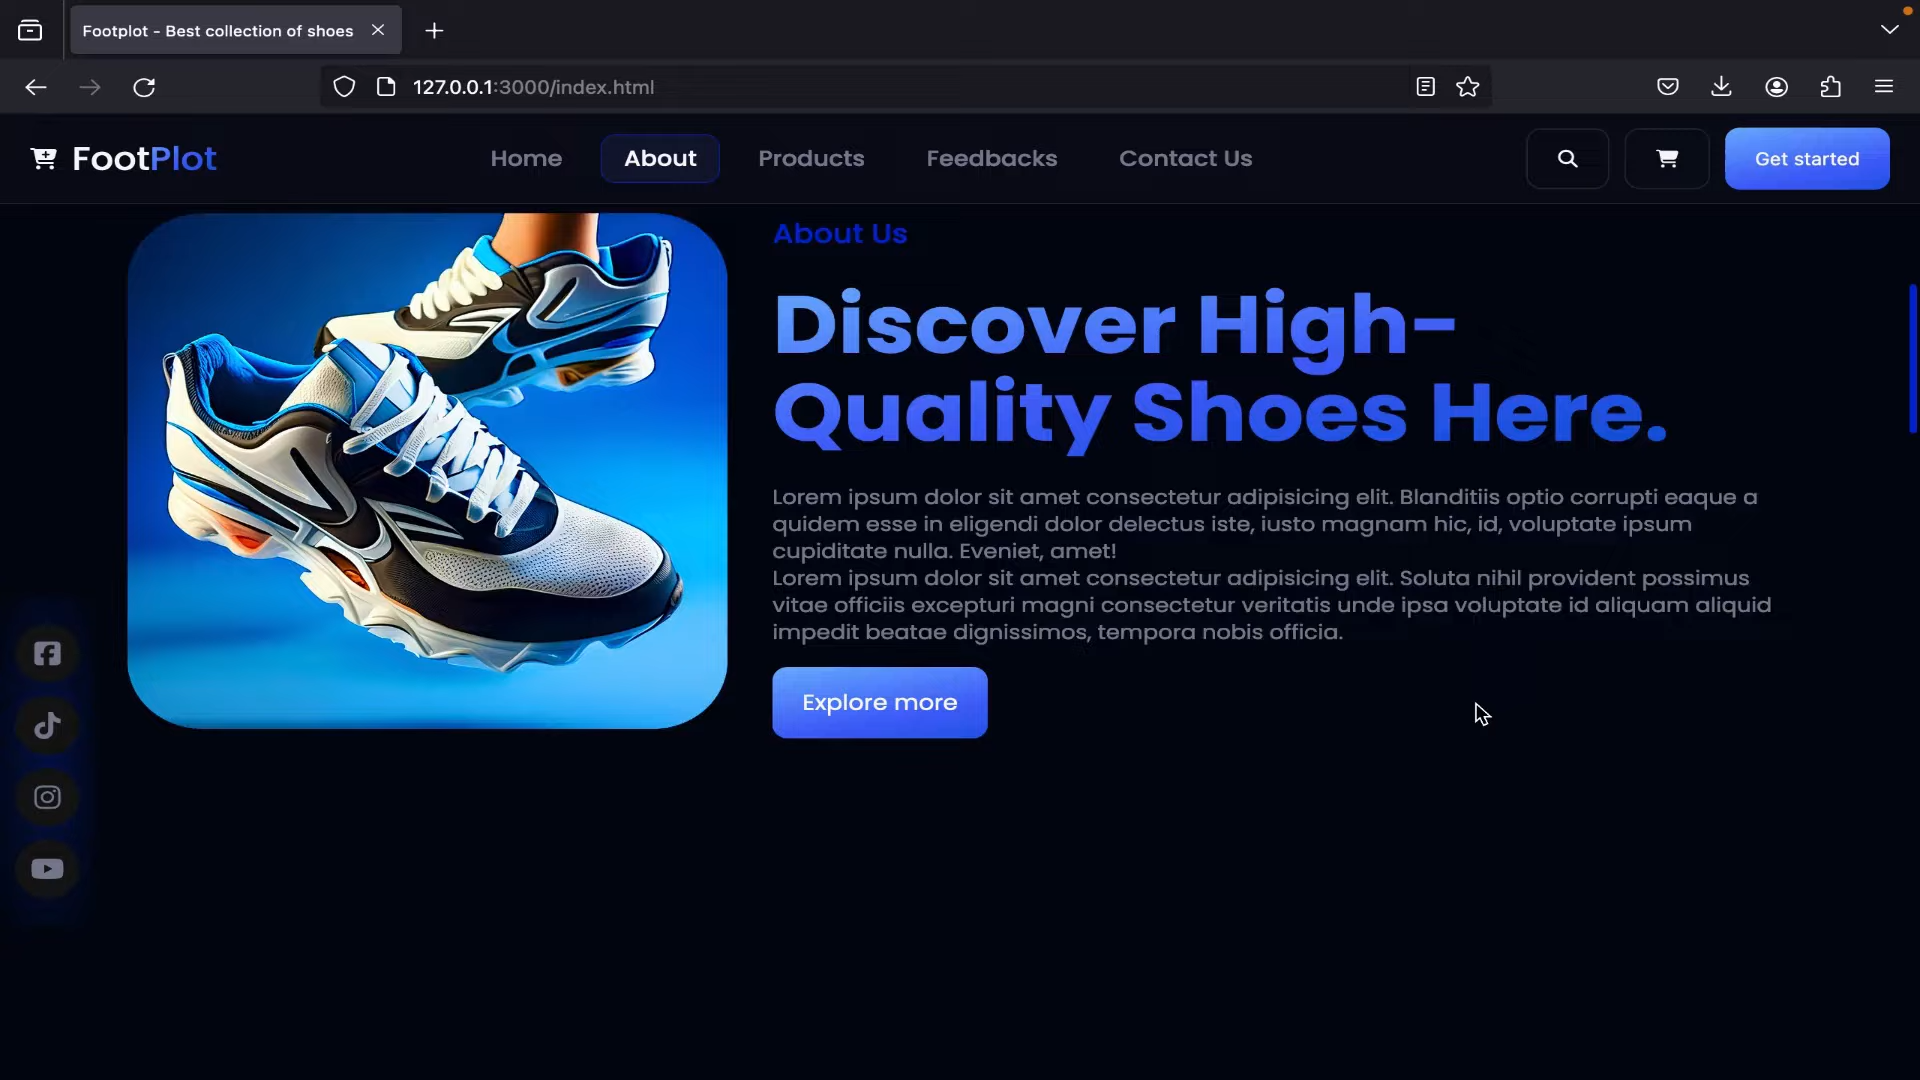 Footplot - Best collection of shoes
127.0.0.1:3000/index.html
FootPlot
Home
About
Products
Feedbacks
Contact Us
Get started
About Us
Discover High-
Quality Shoes Here.
Lorem ipsum dolor sit amet consectetur adipisicing elit. Blanditiis optio corrupti eaque a
quidem esse in eligendi dolor delectus iste, iusto magnam hic, id, voluptate ipsum
cupiditate nulla. Eveniet, amet!
Lorem ipsum dolor sit amet consectetur adipisicing elit. Soluta nihil provident possimus
vitae officiis excepturi magni consectetur veritatis unde ipsa voluptate id aliquam aliquid
impedit beatae dignissimos, tempora nobis officia.
Explore more